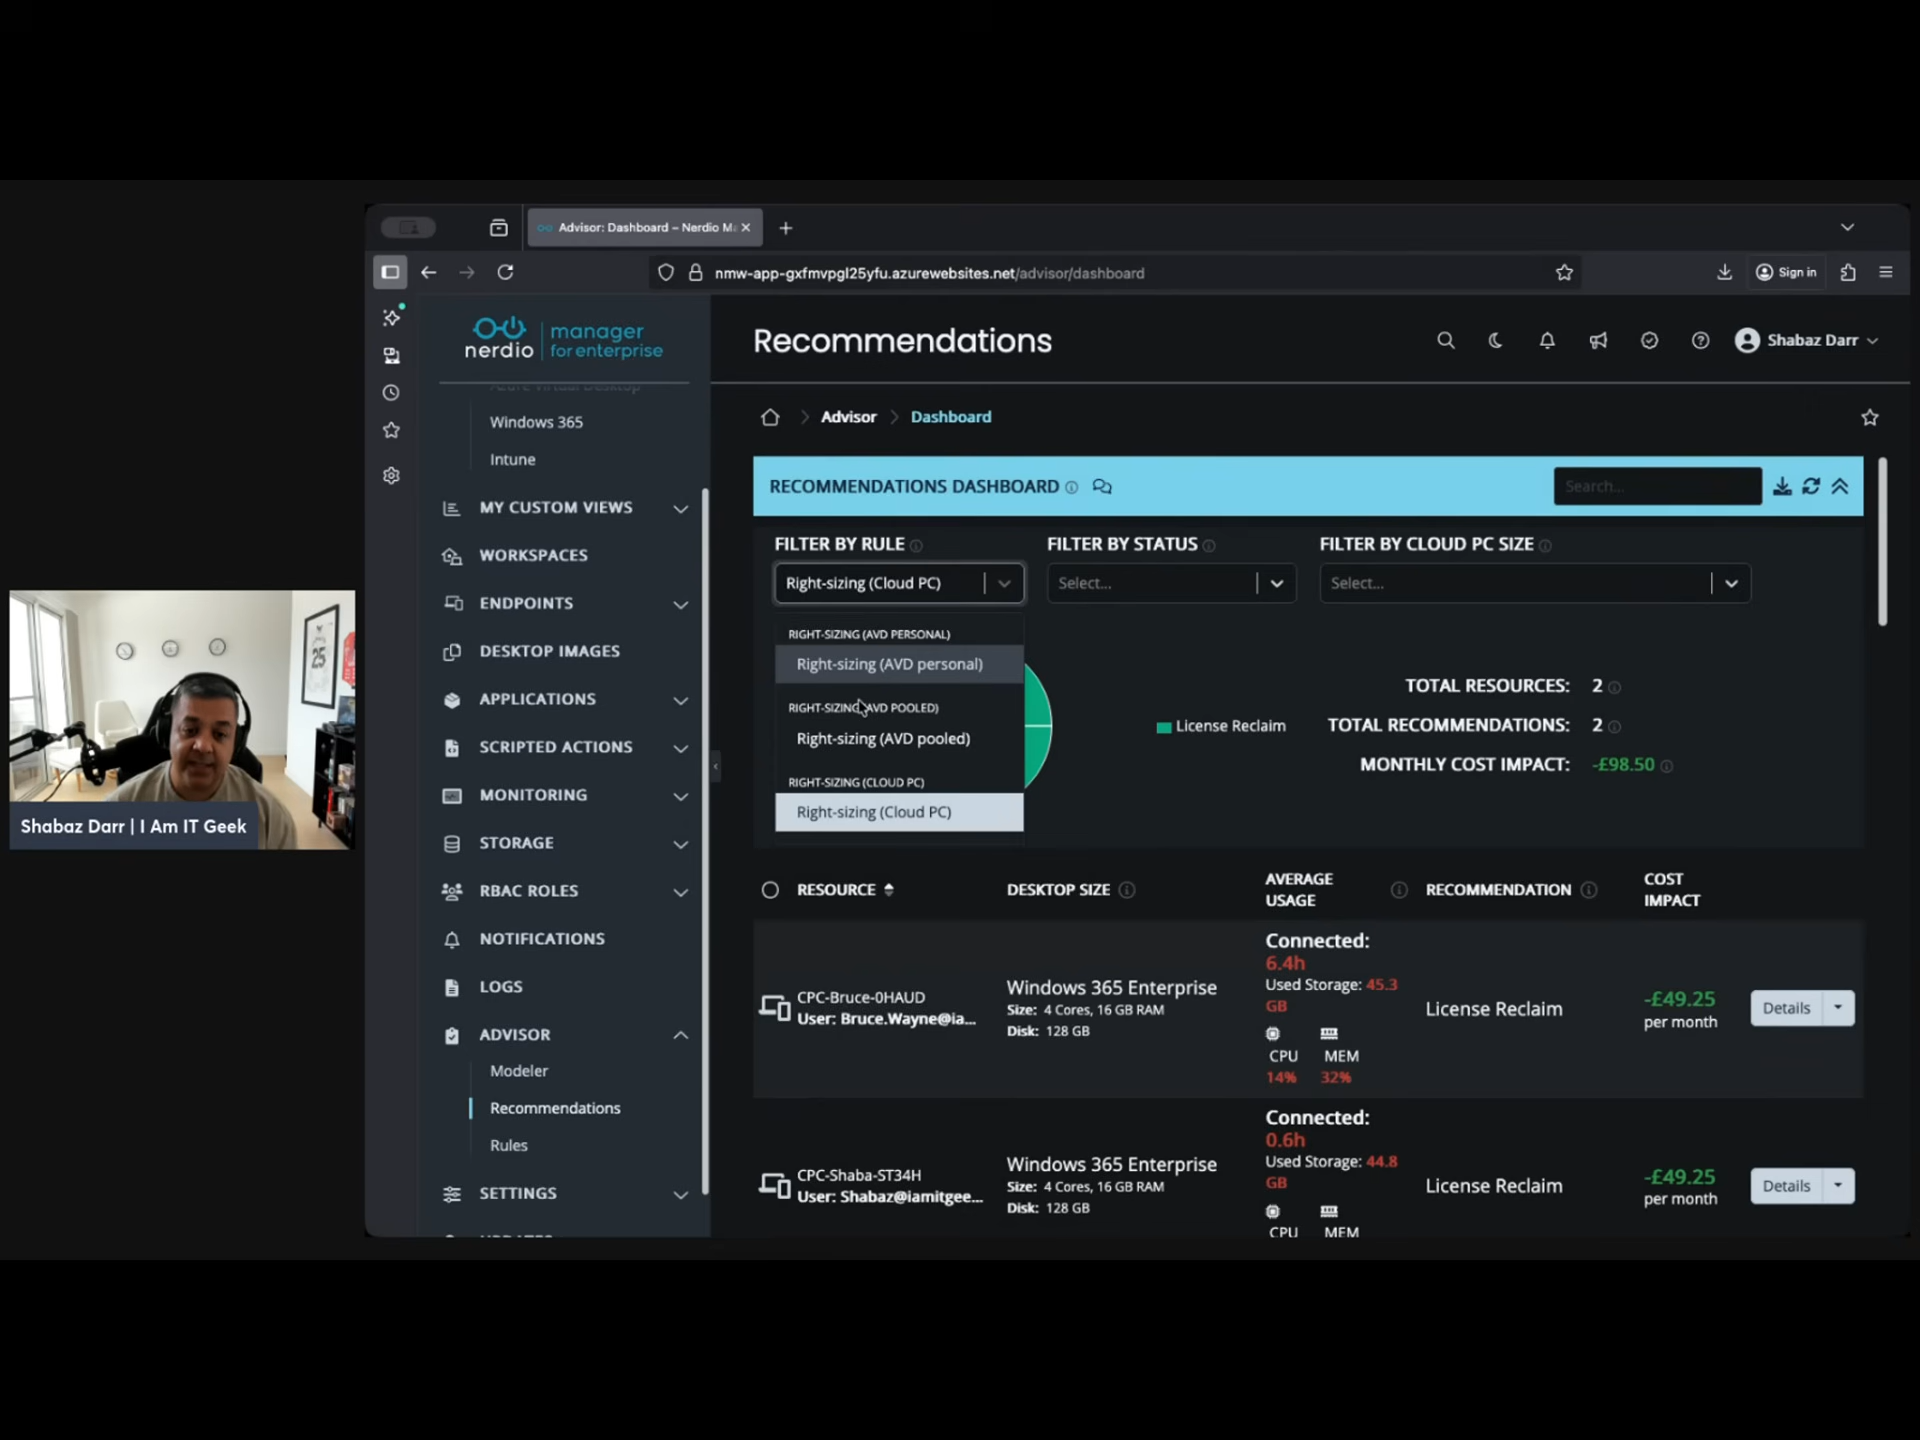 Advisor: Dashboard – Nerdio Ma
nmw-app-gxfmvpgl25yfu.azurewebsites.net/advisor/dashboard
Sign in
nerdio
manager
for enterprise
Recommendations
Shabaz Darr
Azure Virtual Desktop
Windows 365
Intune
MY CUSTOM VIEWS
WORKSPACES
ENDPOINTS
DESKTOP IMAGES
APPLICATIONS
SCRIPTED ACTIONS
MONITORING
STORAGE
RBAC ROLES
NOTIFICATIONS
LOGS
ADVISOR
Modeler
Recommendations
Rules
SETTINGS
UPDATES
Advisor
Dashboard
RECOMMENDATIONS DASHBOARD
Search...
FILTER BY RULE
FILTER BY STATUS
FILTER BY CLOUD PC SIZE
Right-sizing (Cloud PC)
Select...
Select...
RIGHT-SIZING (AVD PERSONAL)
Right-sizing (AVD personal)
RIGHT-SIZING (AVD POOLED)
Right-sizing (AVD pooled)
RIGHT-SIZING (CLOUD PC)
Right-sizing (Cloud PC)
License Reclaim
TOTAL RESOURCES: 2
TOTAL RECOMMENDATIONS: 2
MONTHLY COST IMPACT: -£98.50
RESOURCE
DESKTOP SIZE
AVERAGE
USAGE
RECOMMENDATION
COST
IMPACT
CPC-Bruce-0HAUD
User: Bruce.Wayne@ia...
Windows 365 Enterprise
Size: 4 Cores, 16 GB RAM
Disk: 128 GB
Connected:
6.4h
Used Storage: 45.3
GB
CPU MEM
14% 32%
License Reclaim
-£49.25
per month
Details
CPC-Shaba-ST34H
User: Shabaz@iamitgee...
Windows 365 Enterprise
Size: 4 Cores, 16 GB RAM
Disk: 128 GB
Connected:
0.6h
Used Storage: 44.8
GB
CPU MEM
License Reclaim
-£49.25
per month
Details
25
Shabaz Darr | I Am IT Geek